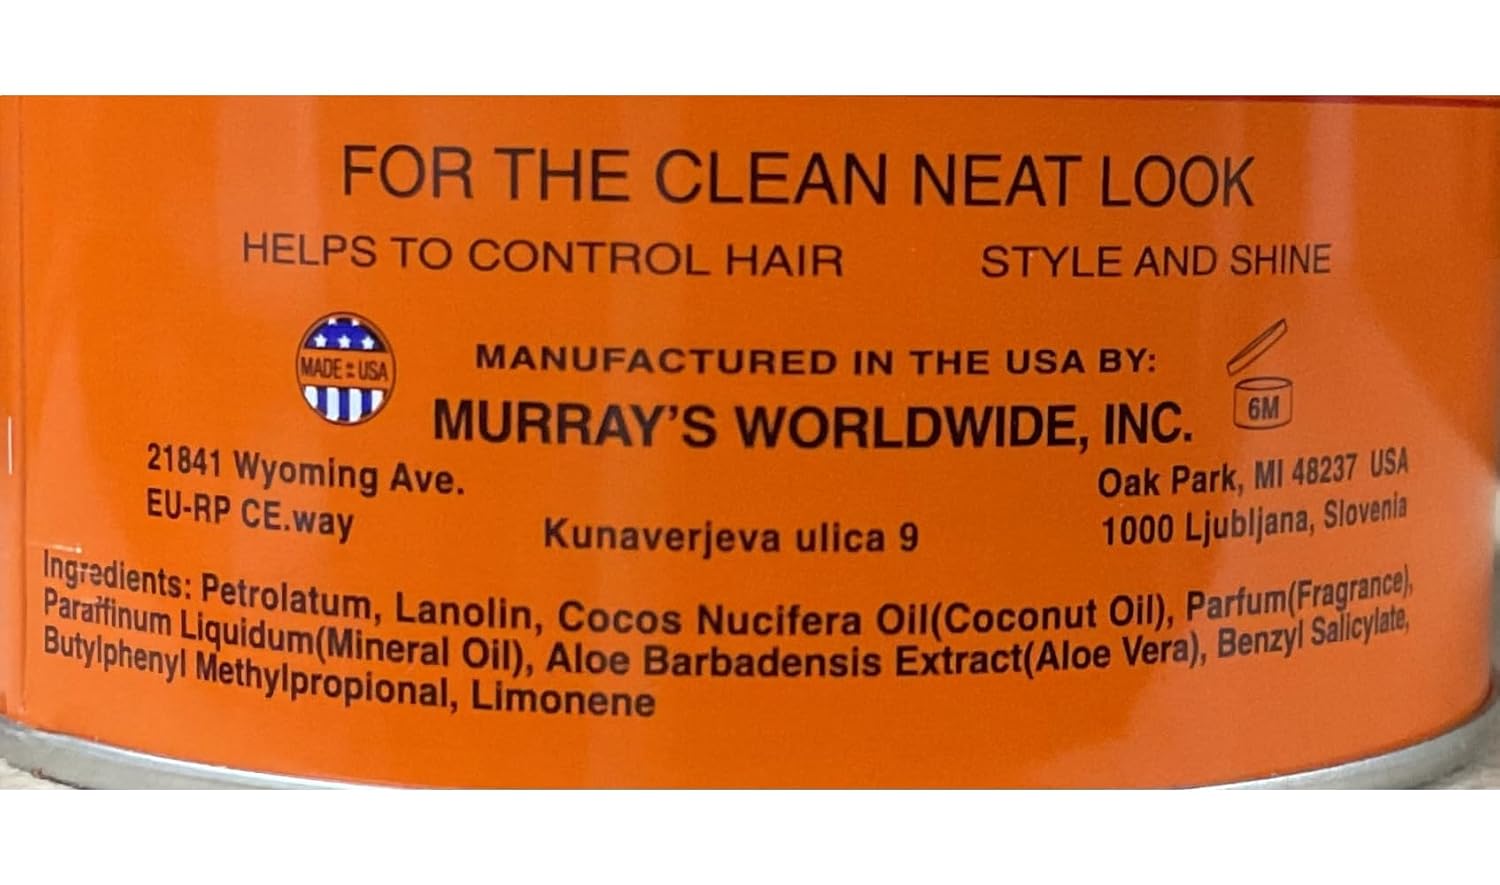 FOR THE CLEAN NEAT LOOK
HELPS TO CONTROL HAIR STYLE AND SHINE
MADE IN USA
MANUFACTURED IN THE USA BY:
6M
MURRAY'S WORLDWIDE, INC.
21841 Wyoming Ave. Oak Park, MI 48237 USA
EU-RP CE.way Kunaverjeva ulica 9 1000 Ljubljana, Slovenia
Ingredients: Petrolatum, Lanolin, Cocos Nucifera Oil(Coconut Oil), Parfum(Fragrance),
Paraffinum Liquidum(Mineral Oil), Aloe Barbadensis Extract(Aloe Vera), Benzyl Salicylate,
Butylphenyl Methylpropional, Limonene